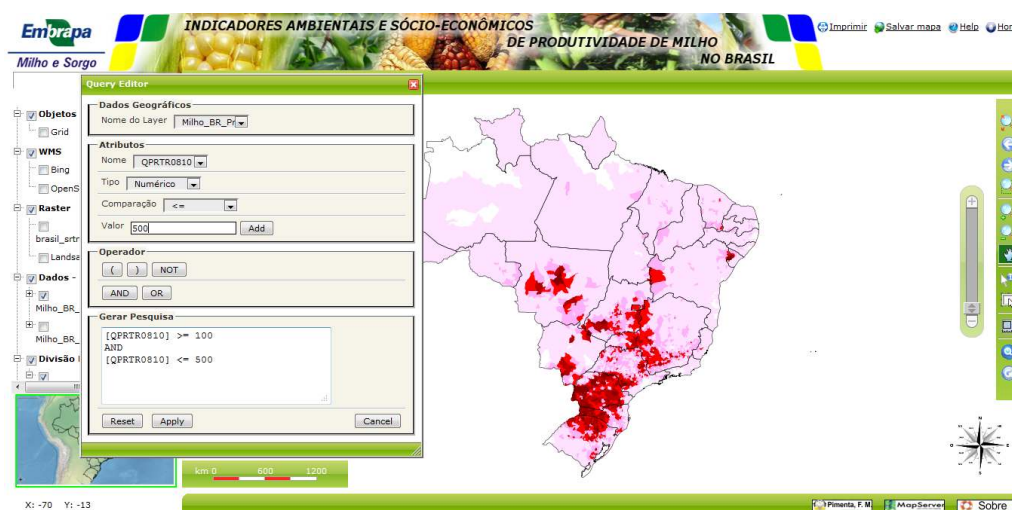 Embrapa
Milho e Sorgo
INDICADORES AMBIENTAIS E SÓCIO-ECONÔMICOS
DE PRODUTIVIDADE DE MILHO
NO BRASIL
Imprimir Salvar mapa Help Hom
Query Editor
Dados Geográficos
Nome do Layer Milho_BR_Pr
Atributos
Nome QPRTR0810
Tipo Numérico
Comparação <=
Valor 500 Add
Operador
( ) NOT
AND OR
Gerar Pesquisa
[QPRTR0810] >= 100
AND
[QPRTR0810] <= 500
Reset Apply Cancel
Objetos
Grid
WMS
Bing
OpenS
Raster
brasil_srtr
Landsa
Dados -
Milho_BR_
Milho_BR_
Divisão
km 0 600 1200
X: -70 Y: -13
Pimenta, F. M. MapServer Sobre